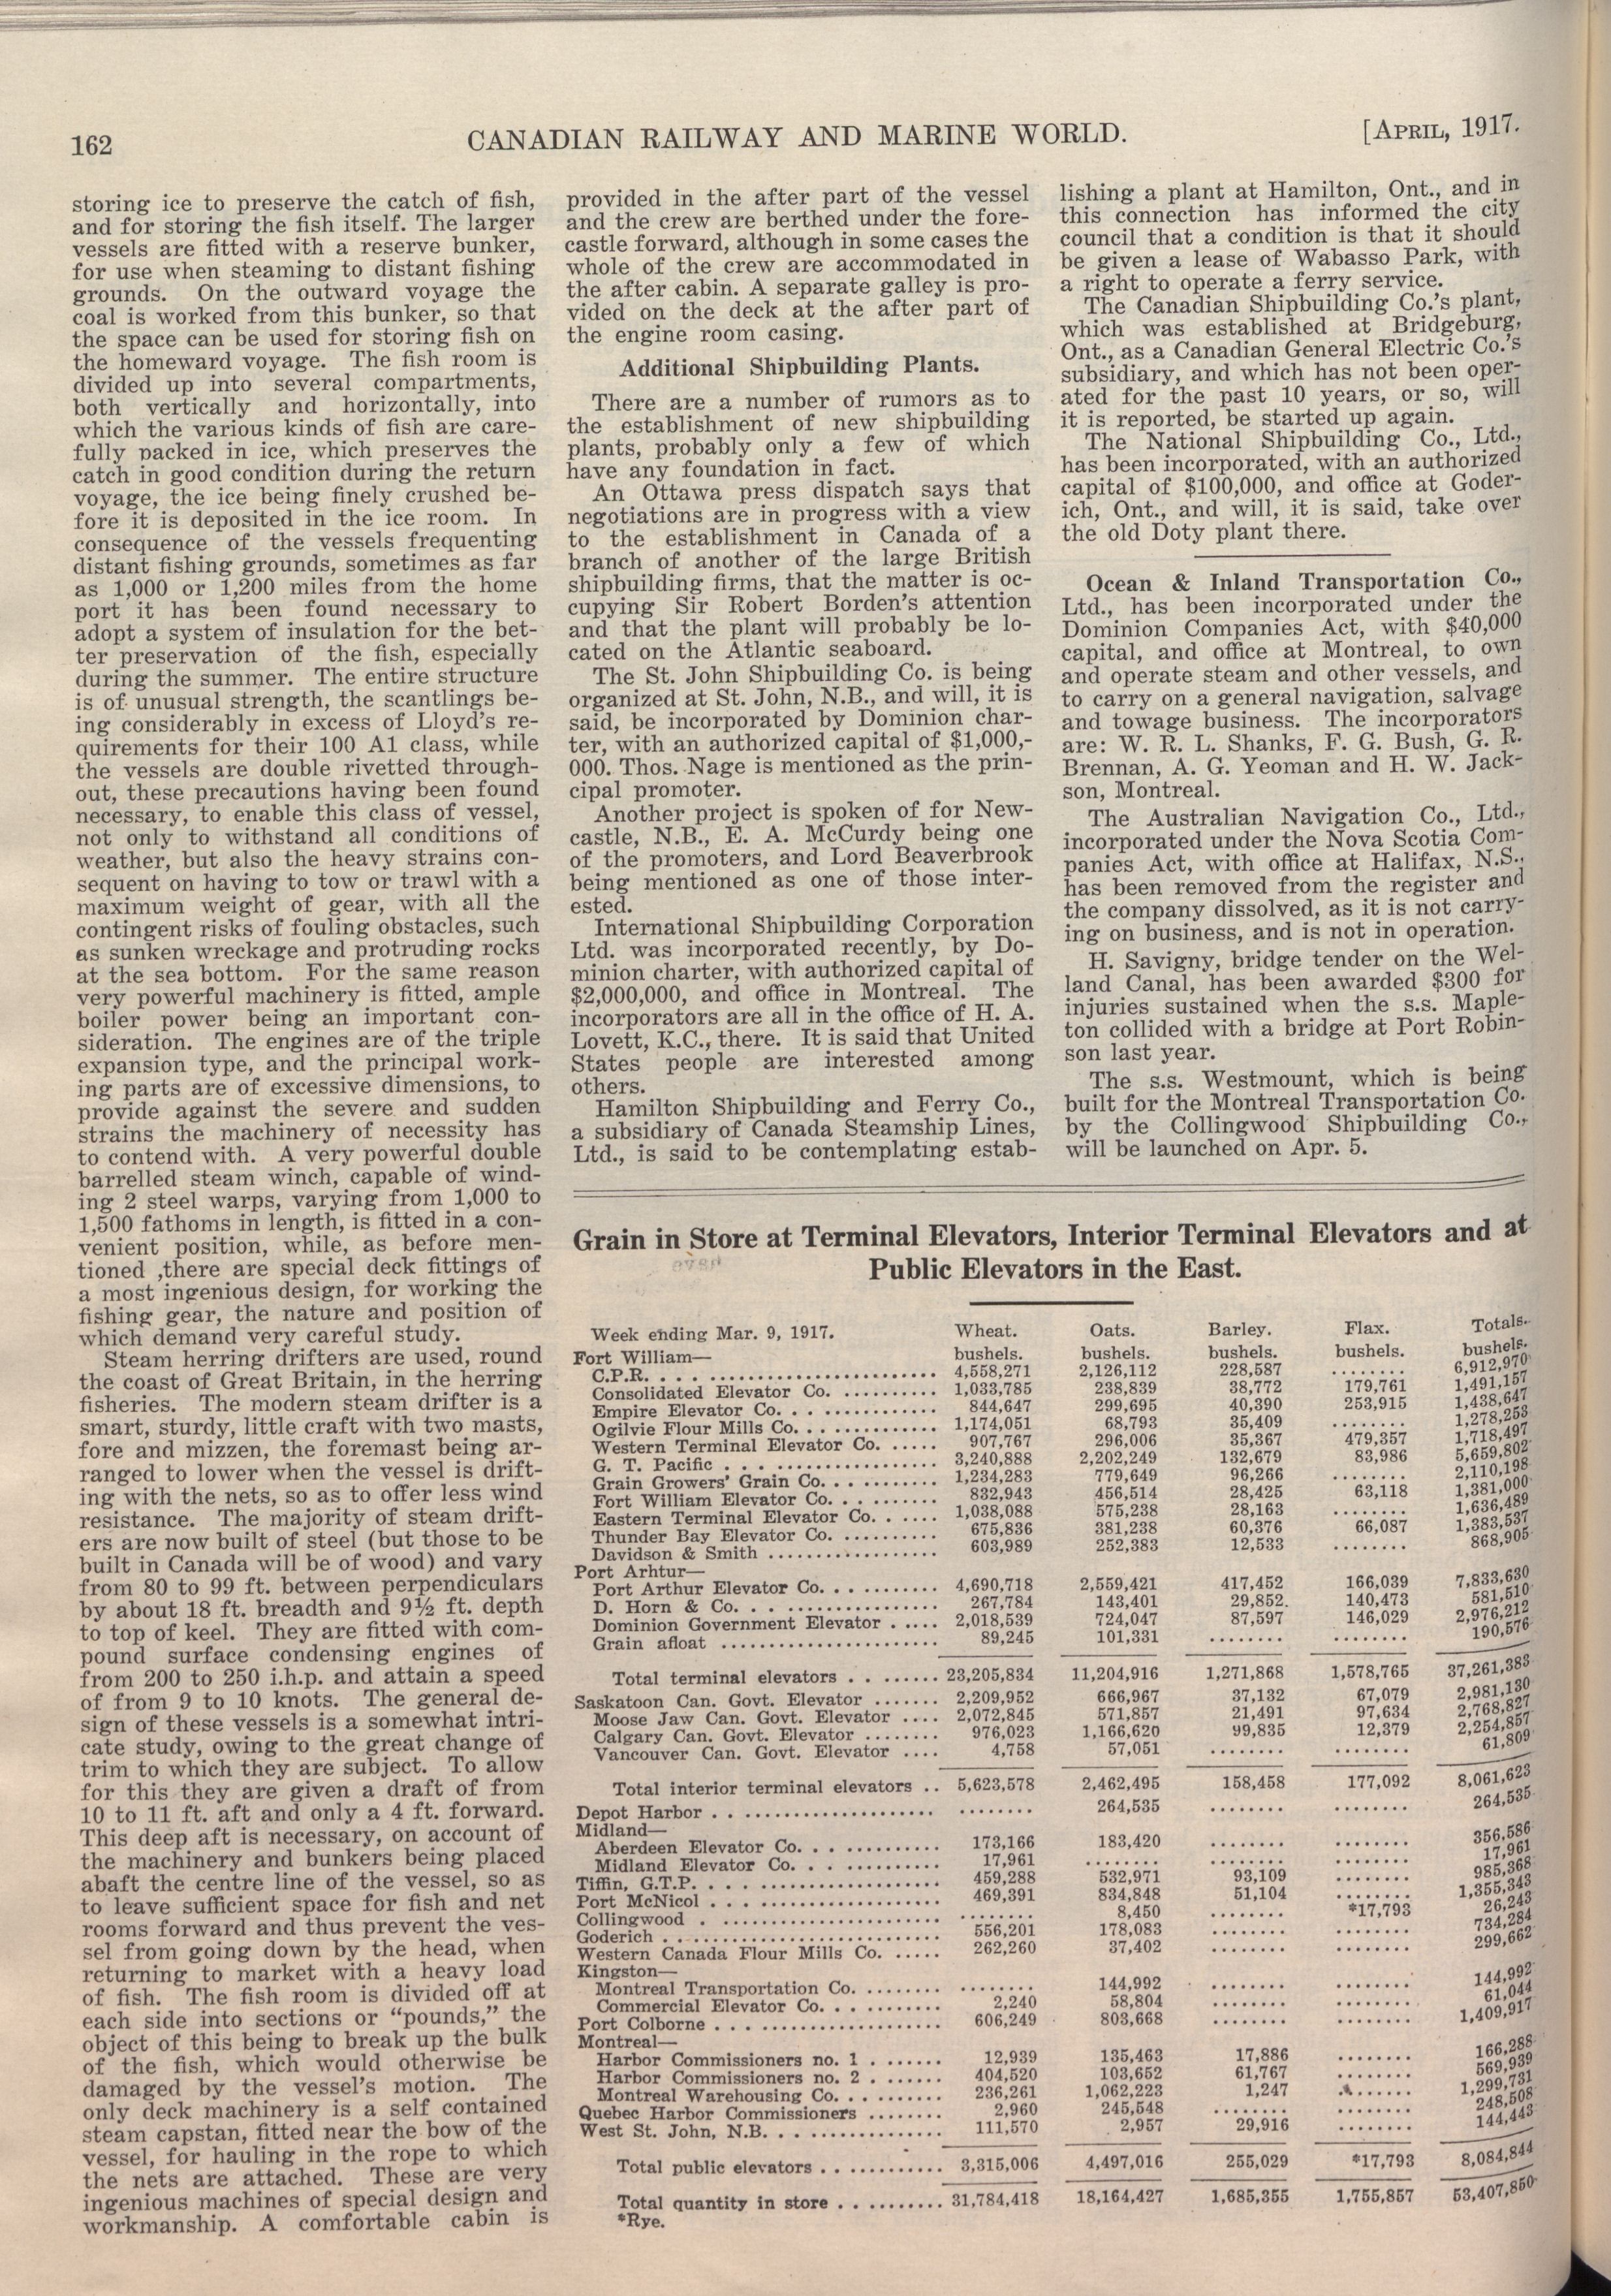 162
CANADIAN RAILWAY AND MARINE WORLD.
[APRIL, 1917.
storing ice to preserve the catch of fish,
and for storing the fish itself. The larger
vessels are fitted with a reserve bunker,
for use when steaming to distant fishing
grounds. On the outward voyage the
coal is worked from this bunker, so that
the space can be used for storing fish on
the homeward voyage. The fish room is
divided up into several compartments,
both vertically and horizontally, into
which the various kinds of fish are care-
fully packed in ice, which preserves the
catch in good condition during the return
voyage, the ice being finely crushed be-
fore it is deposited in the ice room. In
consequence of the vessels frequenting
distant fishing grounds, sometimes as far
as 1,000 or 1,200 miles from the home
port it has been found necessary to
adopt a system of insulation for the bet-
ter preservation of the fish, especially
during the summer. The entire structure
is of unusual strength, the scantlings be-
ing considerably in excess of Lloyd's re-
quirements for their 100 A1 class, while
the vessels are double rivetted through-
out, these precautions having been found
necessary, to enable this class of vessel,
not only to withstand all conditions of
weather, but also the heavy strains con-
sequent on having to tow or trawl with a
maximum weight of gear, with all the
contingent risks of fouling obstacles, such
as sunken wreckage and protruding rocks
at the sea bottom. For the same reason
very powerful machinery is fitted, ample
boiler power being an important con-
sideration. The engines are of the triple
expansion type, and the principal work-
ing parts are of excessive dimensions, to
provide against the severe and sudden
strains the machinery of necessity has
to contend with. A very powerful double
barrelled steam winch, capable of wind-
ing 2 steel warps, varying from 1,000 to
1,500 fathoms in length, is fitted in a con-
venient position, while, as before men-
tioned ,there are special deck fittings of
a most ingenious design, for working the
fishing gear, the nature and position of
which demand very careful study.
Steam herring drifters are used, round
the coast of Great Britain, in the herring
fisheries. The modern steam drifter is a
smart, sturdy, little craft with two masts,
fore and mizzen, the foremast being ar-
ranged to lower when the vessel is drift-
ing with the nets, so as to offer less wind
resistance. The majority of steam drift-
ers are now built of steel (but those to be
built in Canada will be of wood) and vary
from 80 to 99 ft. between perpendiculars
by about 18 ft. breadth and 9½ ft. depth
to top of keel. They are fitted with com-
pound surface condensing engines of
from 200 to 250 i.h.p. and attain a speed
of from 9 to 10 knots. The general de-
sign of these vessels is a somewhat intri-
cate study, owing to the great change of
trim to which they are subject. To allow
for this they are given a draft of from
10 to 11 ft. aft and only a 4 ft. forward.
This deep aft is necessary, on account of
the machinery and bunkers being placed
abaft the centre line of the vessel, so as
to leave sufficient space for fish and net
rooms forward and thus prevent the ves-
sel from going down by the head, when
returning to market with a heavy load
of fish. The fish room is divided off at
each side into sections or "pounds," the
object of this being to break up the bulk
of the fish, which would otherwise be
damaged by the vessel's motion. The
only deck machinery is a self contained
steam capstan, fitted near the bow of the
vessel, for hauling in the rope to which
the nets are attached. These are very
ingenious machines of special design and
workmanship. A comfortable cabin is
provided in the after part of the vessel
and the crew are berthed under the fore-
castle forward, although in some cases the
whole of the crew are accommodated in
the after cabin. A separate galley is pro-
vided on the deck at the after part of
the engine room casing.
Additional Shipbuilding Plants.
There are a number of rumors as to
the establishment of new shipbuilding
plants, probably only a few of which
have any foundation in fact.
An Ottawa press dispatch says that
negotiations are in progress with a view
to the establishment in Canada of a
branch of another of the large British
shipbuilding firms, that the matter is oc-
cupying Sir Robert Borden's attention
and that the plant will probably be lo-
cated on the Atlantic seaboard.
The St. John Shipbuilding Co. is being
organized at St. John, N.B., and will, it is
said, be incorporated by Dominion char-
ter, with an authorized capital of $1,000,-
000. Thos. Nage is mentioned as the prin-
cipal promoter.
Another project is spoken of for New-
castle, N.B., E. A. McCurdy being one
of the promoters, and Lord Beaverbrook
being mentioned as one of those inter-
ested.
International Shipbuilding Corporation
Ltd. was incorporated recently, by Do-
minion charter, with authorized capital of
$2,000,000, and office in Montreal. The
incorporators are all in the office of H. A.
Lovett, K.C., there. It is said that United
States people are interested among
others.
Hamilton Shipbuilding and Ferry Co.,
a subsidiary of Canada Steamship Lines,
Ltd., is said to be contemplating estab-
lishing a plant at Hamilton, Ont., and in
this connection has informed the city
council that a condition is that it should
be given a lease of Wabasso Park, with
a right to operate a ferry service.
The Canadian Shipbuilding Co.'s plant,
which was established at Bridgeburg,
Ont., as a Canadian General Electric Co.'s
subsidiary, and which has not been oper-
ated for the past 10 years, or so, will
it is reported, be started up again.
The National Shipbuilding Co., Ltd.,
has been incorporated, with an authorized
capital of $100,000, and office at Goder-
ich, Ont., and will, it is said, take over
the old Doty plant there.
Ocean & Inland Transportation Co.,
Ltd., has been incorporated under the
Dominion Companies Act, with $40,000
capital, and office at Montreal, to own
and operate steam and other vessels, and
to carry on a general navigation, salvage
and towage business. The incorporators
are: W. R. L. Shanks, F. G. Bush, G. R.
Brennan, A. G. Yeoman and H. W. Jack-
son, Montreal.
The Australian Navigation Co., Ltd.,
incorporated under the Nova Scotia Com-
panies Act, with office at Halifax, N.S.,
has been removed from the register and
the company dissolved, as it is not carry-
ing on business, and is not in operation.
H. Savigny, bridge tender on the Wel-
land Canal, has been awarded $300 for
injuries sustained when the s.s. Maple-
ton collided with a bridge at Port Robin-
son last year.
The s.s. Westmount, which is being
built for the Montreal Transportation Co.
by the Collingwood Shipbuilding Co.,
will be launched on Apr. 5.
Grain in Store at Terminal Elevators, Interior Terminal Elevators and at
Public Elevators in the East.
Week ending Mar. 9, 1917. Wheat. Oats. Barley. Flax. Totals.
Fort William— bushels. bushels. bushels. bushels. bushels.
C.P.R. 4,558,271 2,126,112 228,587 ........ 6,912,970
Consolidated Elevator Co. 1,033,785 238,839 38,772 179,761 1,491,157
Empire Elevator Co. 844,647 299,695 40,390 253,915 1,438,647
Ogilvie Flour Mills Co. 1,174,051 68,793 35,409 ........ 1,278,253
Western Terminal Elevator Co. 907,767 296,006 35,367 479,357 1,718,497
G. T. Pacific 3,240,888 2,202,249 132,679 83,986 5,659,802
Grain Growers' Grain Co. 1,234,283 779,649 96,266 ........ 2,110,198
Fort William Elevator Co. 832,943 456,514 28,425 63,118 1,381,000
Eastern Terminal Elevator Co. 1,038,088 575,238 28,163 ........ 1,636,489
Thunder Bay Elevator Co. 675,836 381,238 60,376 66,087 1,383,537
Davidson & Smith 603,989 252,383 12,533 ........ 868,905
Port Arhtur—
Port Arthur Elevator Co. 4,690,718 2,559,421 417,452 166,039 7,833,630
D. Horn & Co. 267,784 143,401 29,852. 140,473 581,510
Dominion Government Elevator 2,018,539 724,047 87,597 146,029 2,976,212
Grain afloat 89,245 101,331 ........ ........ 190,576
Total terminal elevators 23,205,834 11,204,916 1,271,868 1,578,765 37,261,383
Saskatoon Can. Govt. Elevator 2,209,952 666,967 37,132 67,079 2,981,130
Moose Jaw Can. Govt. Elevator 2,072,845 571,857 21,491 97,634 2,768,827
Calgary Can. Govt. Elevator 976,023 1,166,620 99,835 12,379 2,254,857
Vancouver Can. Govt. Elevator 4,758 57,051 ........ ........ 61,809
Total interior terminal elevators 5,623,578 2,462,495 158,458 177,092 8,061,623
Depot Harbor ........ 264,535 ........ ........ 264,535
Midland—
Aberdeen Elevator Co. 173,166 183,420 ........ ........ 356,586
Midland Elevator Co. 17,961 ........ ........ ........ 17,961
Tiffin, G.T.P. 459,288 532,971 93,109 ........ 985,368
Port McNicol 469,391 834,848 51,104 ........ 1,355,343
Collingwood ........ 8,450 ........ *17,793 26,243
Goderich 556,201 178,083 ........ ........ 734,284
Western Canada Flour Mills Co. 262,260 37,402 ........ ........ 299,662
Kingston—
Montreal Transportation Co. ........ 144,992 ........ ........ 144,992
Commercial Elevator Co. 2,240 58,804 ........ ........ 61,044
Port Colborne 606,249 803,668 ........ ........ 1,409,917
Montreal—
Harbor Commissioners no. 1 12,939 135,463 17,886 ........ 166,288
Harbor Commissioners no. 2 404,520 103,652 61,767 ........ 569,939
Montreal Warehousing Co. 236,261 1,062,223 1,247 ........ 1,299,731
Quebec Harbor Commissioners 2,960 245,548 ........ ........ 248,508
West St. John, N.B. 111,570 2,957 29,916 ........ 144,443
Total public elevators 3,315,006 4,497,016 255,029 *17,793 8,084,844
Total quantity in store 31,784,418 18,164,427 1,685,355 1,755,857 53,407,850
*Rye.